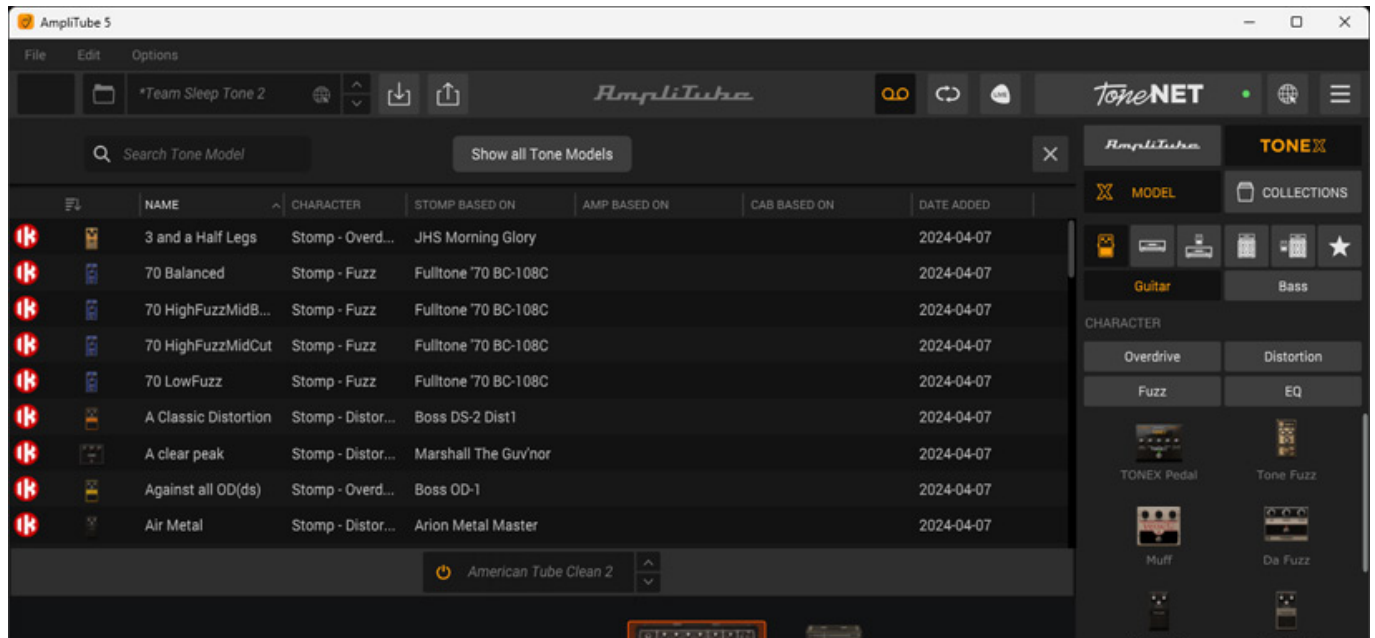 AmpliTube 5
File Edit Options
*Team Sleep Tone 2
AmpliTube
LIVE
toneNET
Search Tone Model
Show all Tone Models
AmpliTube
TONEX
MODEL
COLLECTIONS
NAME CHARACTER STOMP BASED ON AMP BASED ON CAB BASED ON DATE ADDED
3 and a Half Legs Stomp - Overd... JHS Morning Glory 2024-04-07
70 Balanced Stomp - Fuzz Fulltone '70 BC-108C 2024-04-07
70 HighFuzzMidB... Stomp - Fuzz Fulltone '70 BC-108C 2024-04-07
70 HighFuzzMidCut Stomp - Fuzz Fulltone '70 BC-108C 2024-04-07
70 LowFuzz Stomp - Fuzz Fulltone '70 BC-108C 2024-04-07
A Classic Distortion Stomp - Distor... Boss DS-2 Dist1 2024-04-07
A clear peak Stomp - Distor... Marshall The Guv'nor 2024-04-07
Against all OD(ds) Stomp - Overd... Boss OD-1 2024-04-07
Air Metal Stomp - Distor... Arion Metal Master 2024-04-07
American Tube Clean 2
Guitar Bass
CHARACTER
Overdrive Distortion
Fuzz EQ
TONEX Pedal Tone Fuzz
Muff Da Fuzz